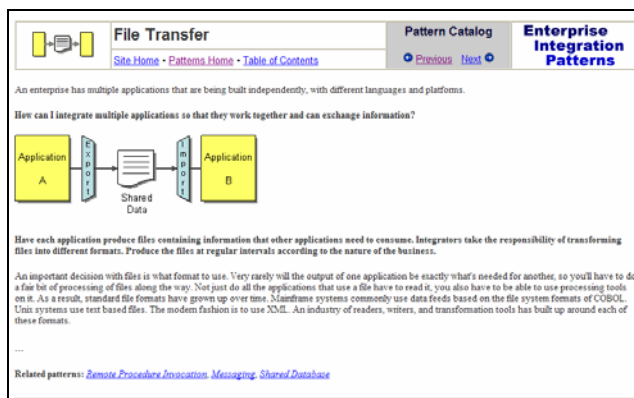 File Transfer
Pattern Catalog
Enterprise
Integration
Patterns
Site Home • Patterns Home • Table of Contents
Previous Next
An enterprise has multiple applications that are being built independently, with different languages and platforms.
How can I integrate multiple applications so that they work together and can exchange information?
Application
A
Export
Shared
Data
Import
Application
B
Have each application produce files containing information that other applications need to consume. Integrators take the responsibility of transforming
files into different formats. Produce the files at regular intervals according to the nature of the business.
An important decision with files is what format to use. Very rarely will the output of one application be exactly what's needed for another, so you'll have to do
a fair bit of processing of files along the way. Not just do all the applications that use a file have to read it, you also have to be able to use processing tools
on it. As a result, standard file formats have grown up over time. Mainframe systems commonly use data feeds based on the file system formats of COBOL.
Unix systems use text based files. The modern fashion is to use XML. An industry of readers, writers, and transformation tools has built up around each of
these formats.
...
Related patterns: Remote Procedure Invocation, Messaging, Shared Database